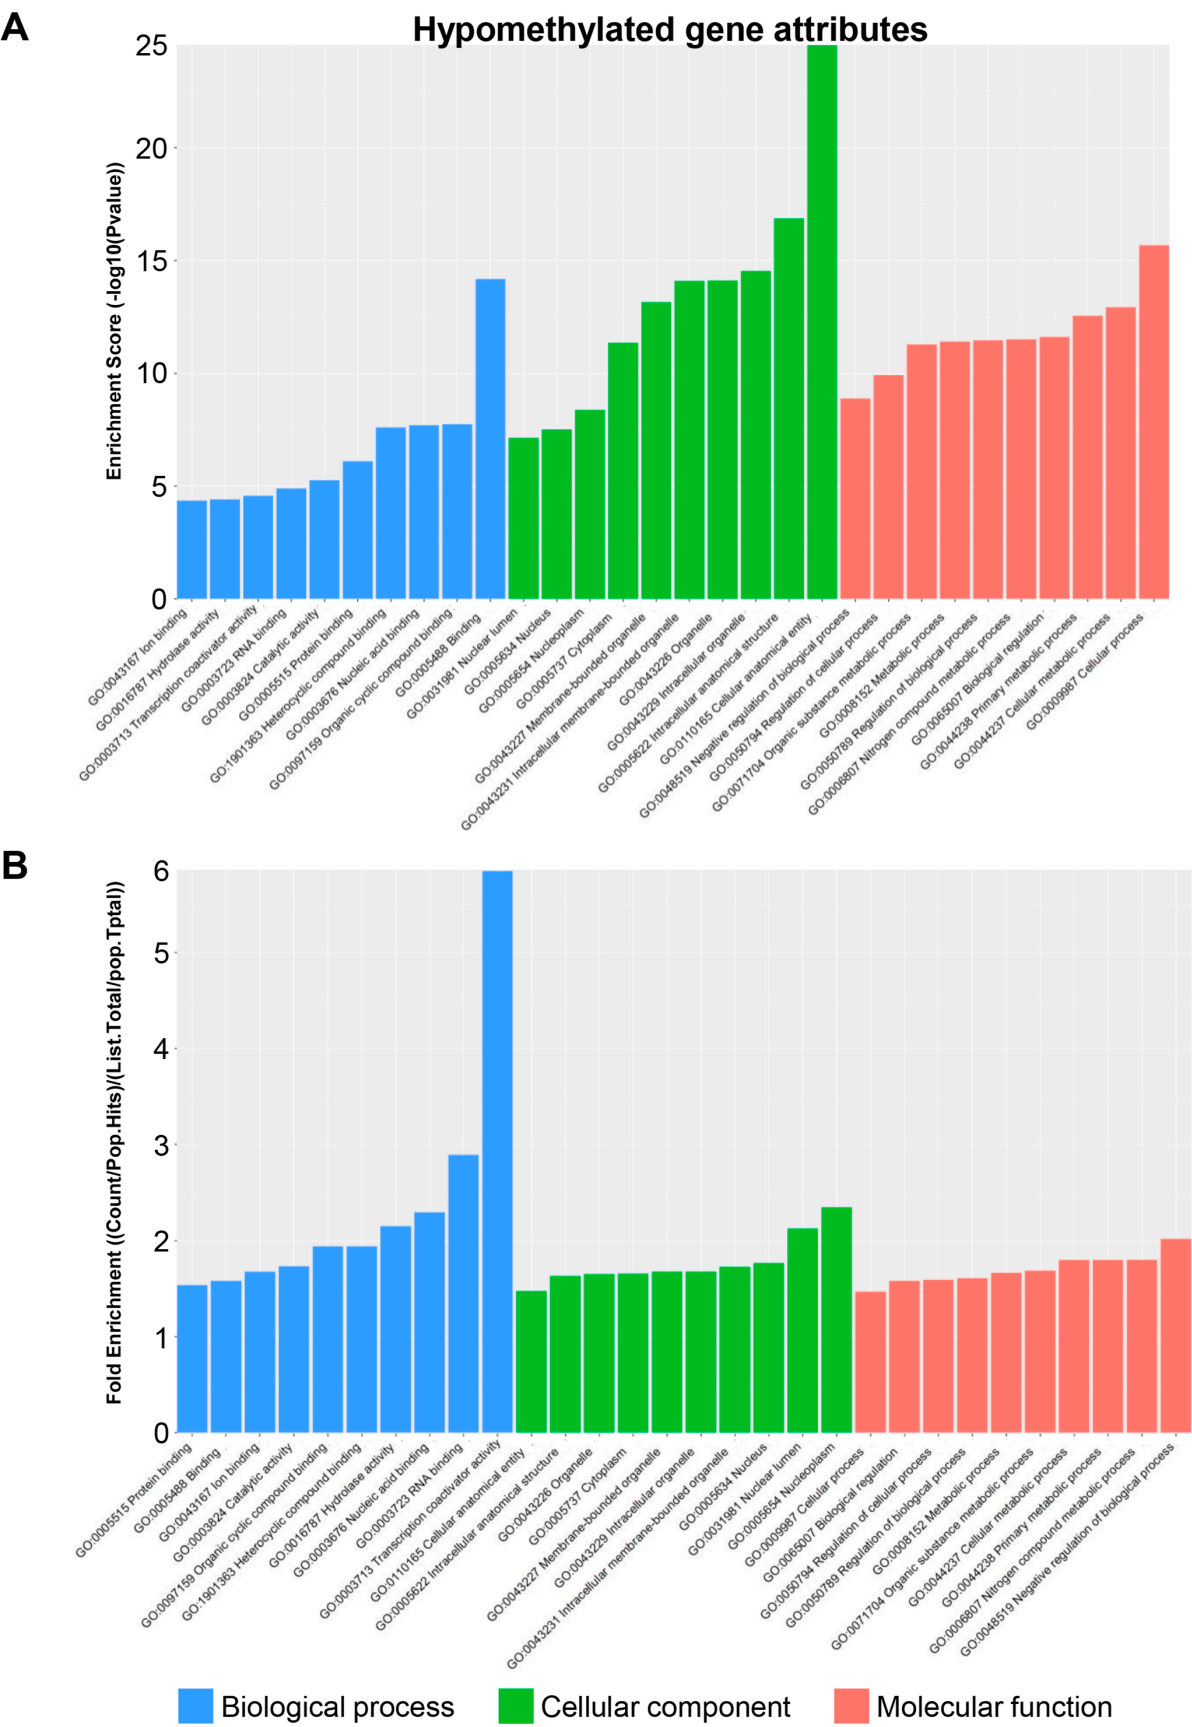 A
Hypomethylated gene attributes
Enrichment Score (-log10(Pvalue))
25
20
15
10
5
0
GO:0043167 Ion binding
GO:0016787 Hydrolase activity
GO:0003713 Transcription coactivator activity
GO:0003723 RNA binding
GO:0003824 Catalytic activity
GO:0005515 Protein binding
GO:1901363 Heterocyclic compound binding
GO:0003676 Nucleic acid binding
GO:0097159 Organic cyclic compound binding
GO:0005488 Binding
GO:0031981 Nuclear lumen
GO:0005634 Nucleus
GO:0005654 Nucleoplasm
GO:0005737 Cytoplasm
GO:0043227 Membrane-bounded organelle
GO:0043231 Intracellular membrane-bounded organelle
GO:0043226 Organelle
GO:0043229 Intracellular organelle
GO:0005622 Intracellular anatomical structure
GO:0110165 Cellular anatomical entity
GO:0048519 Negative regulation of biological process
GO:0050794 Regulation of cellular process
GO:0071704 Organic substance metabolic process
GO:0008152 Metabolic process
GO:0050789 Regulation of biological process
GO:0006807 Nitrogen compound metabolic process
GO:0065007 Biological regulation
GO:0044238 Primary metabolic process
GO:0044237 Cellular metabolic process
GO:0009987 Cellular process
B
Fold Enrichment ((Count/Pop.Hits)/(List.Total/pop.Tptal))
6
5
4
3
2
1
0
GO:0005515 Protein binding
GO:0005488 Binding
GO:0043167 Ion binding
GO:0003824 Catalytic activity
GO:0097159 Organic cyclic compound binding
GO:1901363 Heterocyclic compound binding
GO:0016787 Hydrolase activity
GO:0003676 Nucleic acid binding
GO:0003723 RNA binding
GO:0003713 Transcription coactivator activity
GO:0110165 Cellular anatomical entity
GO:0005622 Intracellular anatomical structure
GO:0043226 Organelle
GO:0005737 Cytoplasm
GO:0043227 Membrane-bounded organelle
GO:0043229 Intracellular organelle
GO:0043231 Intracellular membrane-bounded organelle
GO:0005634 Nucleus
GO:0031981 Nuclear lumen
GO:0005654 Nucleoplasm
GO:0009987 Cellular process
GO:0065007 Biological regulation
GO:0050794 Regulation of cellular process
GO:0050789 Regulation of biological process
GO:0008152 Metabolic process
GO:0071704 Organic substance metabolic process
GO:0044237 Cellular metabolic process
GO:0044238 Primary metabolic process
GO:0006807 Nitrogen compound metabolic process
GO:0048519 Negative regulation of biological process
Biological process
Cellular component
Molecular function